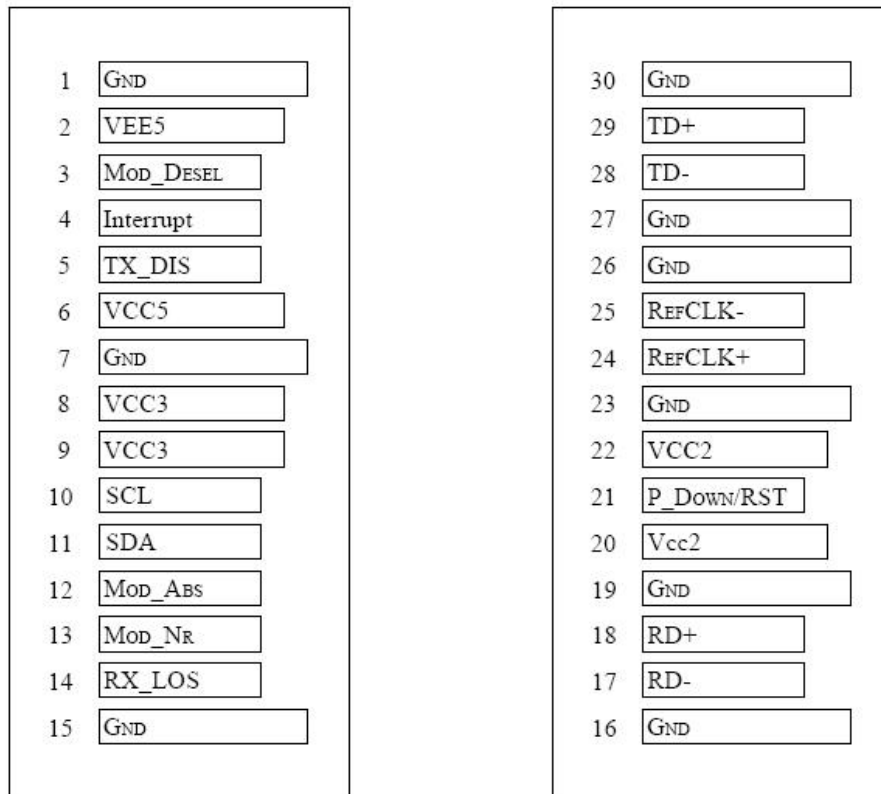 1 GND
2 VEE5
3 MOD_DESEL
4 Interrupt
5 TX_DIS
6 VCC5
7 GND
8 VCC3
9 VCC3
10 SCL
11 SDA
12 MOD_ABS
13 MOD_NR
14 RX_LOS
15 GND
30 GND
29 TD+
28 TD-
27 GND
26 GND
25 REFCLK-
24 REFCLK+
23 GND
22 VCC2
21 P_DOWN/RST
20 Vcc2
19 GND
18 RD+
17 RD-
16 GND